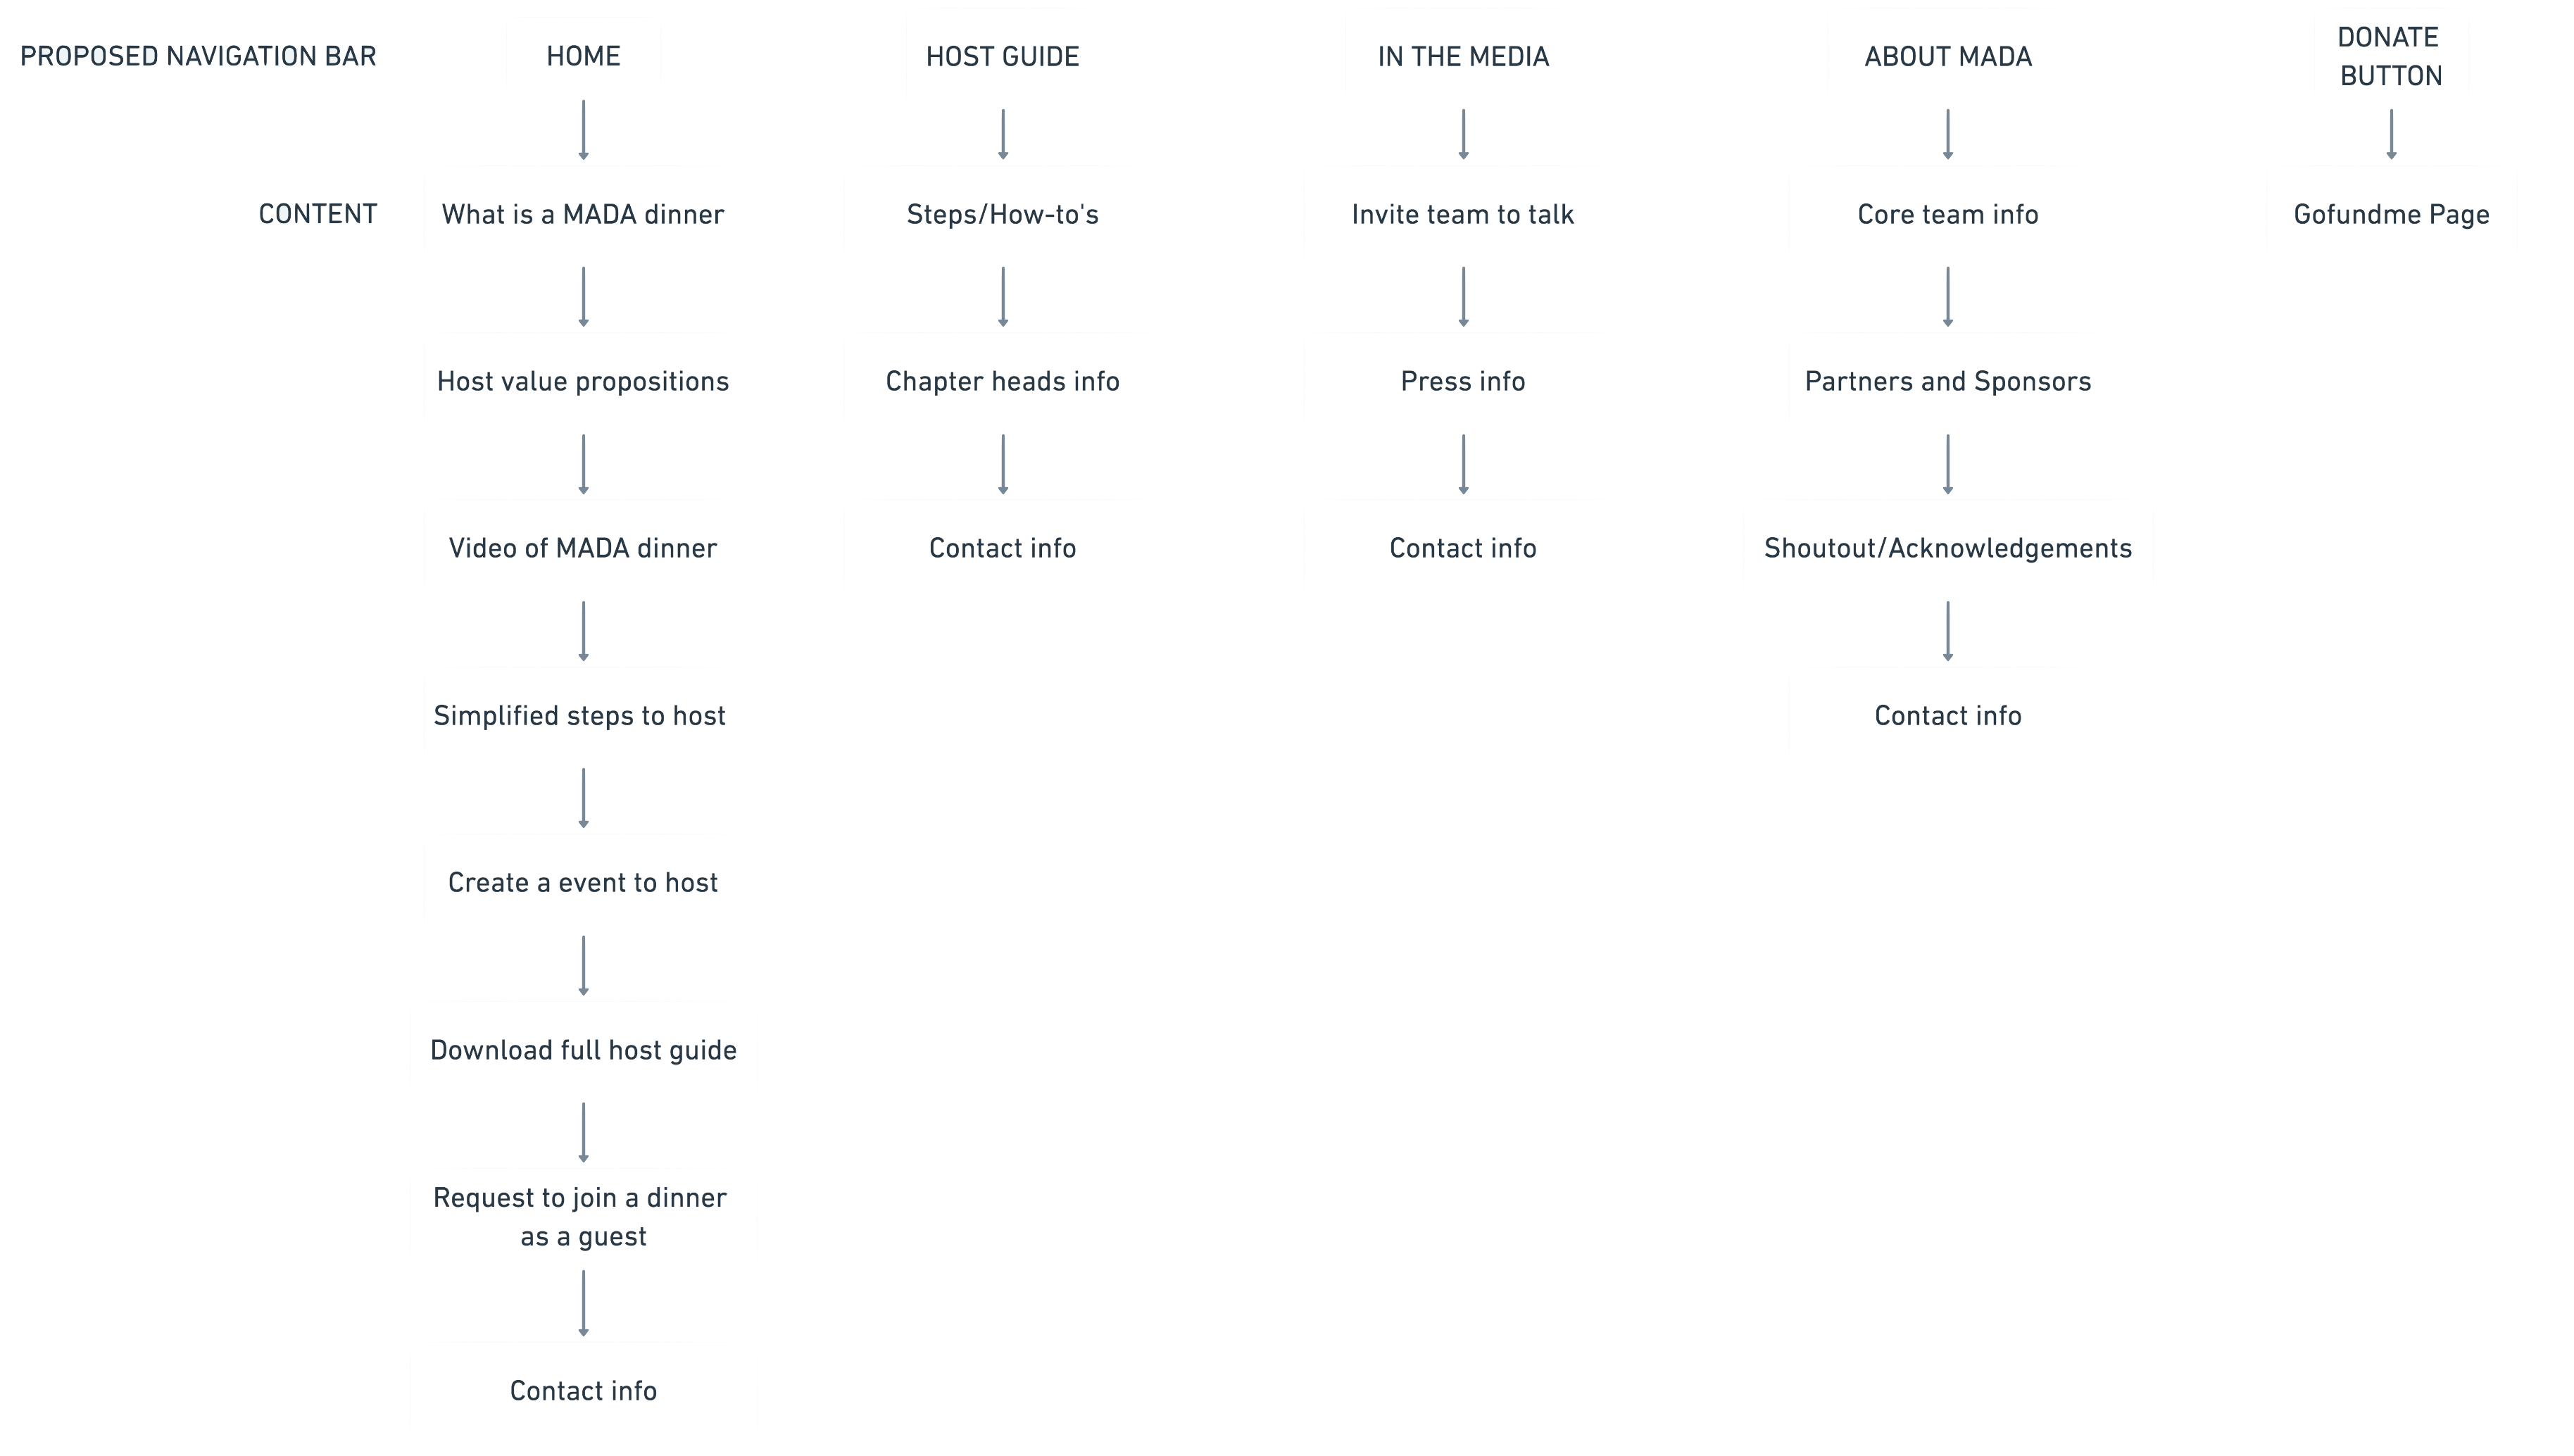 PROPOSED NAVIGATION BAR
HOME
HOST GUIDE
IN THE MEDIA
ABOUT MADA
DONATE
BUTTON
CONTENT
What is a MADA dinner
Steps/How-to's
Invite team to talk
Core team info
Gofundme Page
Host value propositions
Chapter heads info
Press info
Partners and Sponsors
Video of MADA dinner
Contact info
Contact info
Shoutout/Acknowledgements
Simplified steps to host
Contact info
Create a event to host
Download full host guide
Request to join a dinner
as a guest
Contact info